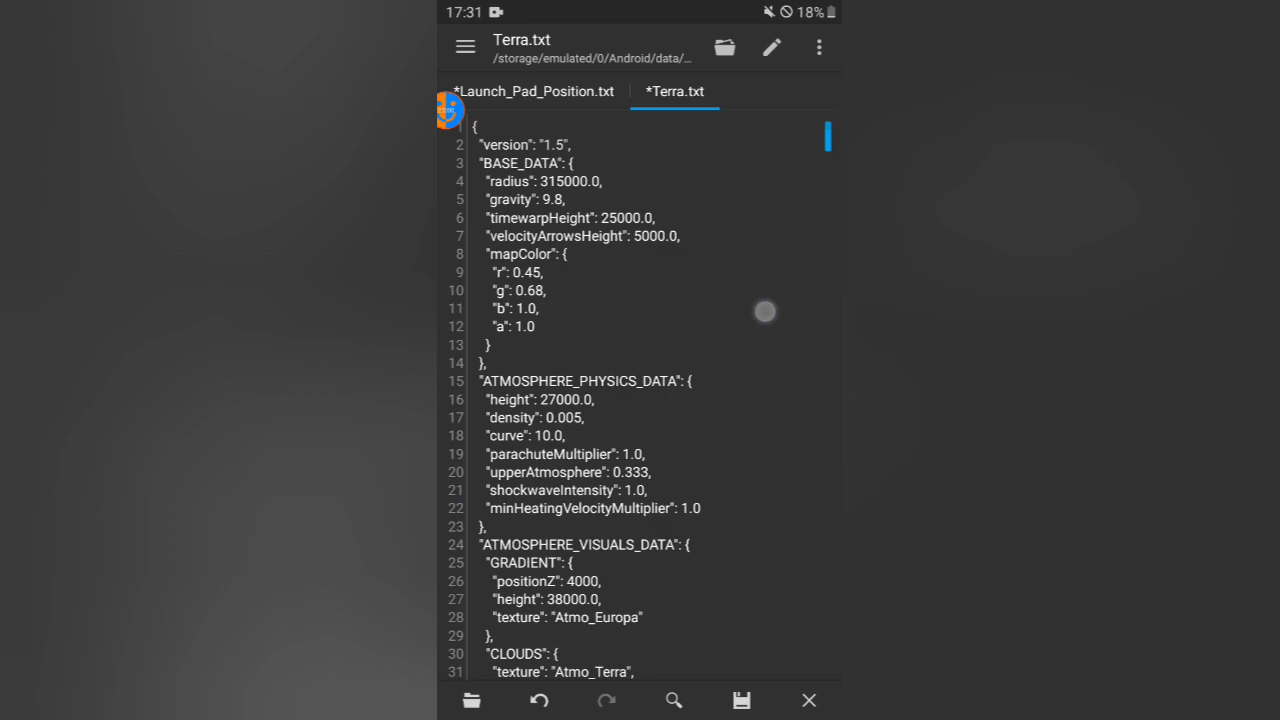 17:31 18%
Terra.txt
/storage/emulated/0/Android/data/...
*Launch_Pad_Position.txt *Terra.txt
1 {
2 "version": "1.5",
3 "BASE_DATA": {
4 "radius": 315000.0,
5 "gravity": 9.8,
6 "timewarpHeight": 25000.0,
7 "velocityArrowsHeight": 5000.0,
8 "mapColor": {
9 "r": 0.45,
10 "g": 0.68,
11 "b": 1.0,
12 "a": 1.0
13 }
14 },
15 "ATMOSPHERE_PHYSICS_DATA": {
16 "height": 27000.0,
17 "density": 0.005,
18 "curve": 10.0,
19 "parachuteMultiplier": 1.0,
20 "upperAtmosphere": 0.333,
21 "shockwaveIntensity": 1.0,
22 "minHeatingVelocityMultiplier": 1.0
23 },
24 "ATMOSPHERE_VISUALS_DATA": {
25 "GRADIENT": {
26 "positionZ": 4000,
27 "height": 38000.0,
28 "texture": "Atmo_Europa"
29 },
30 "CLOUDS": {
31 "texture": "Atmo_Terra",